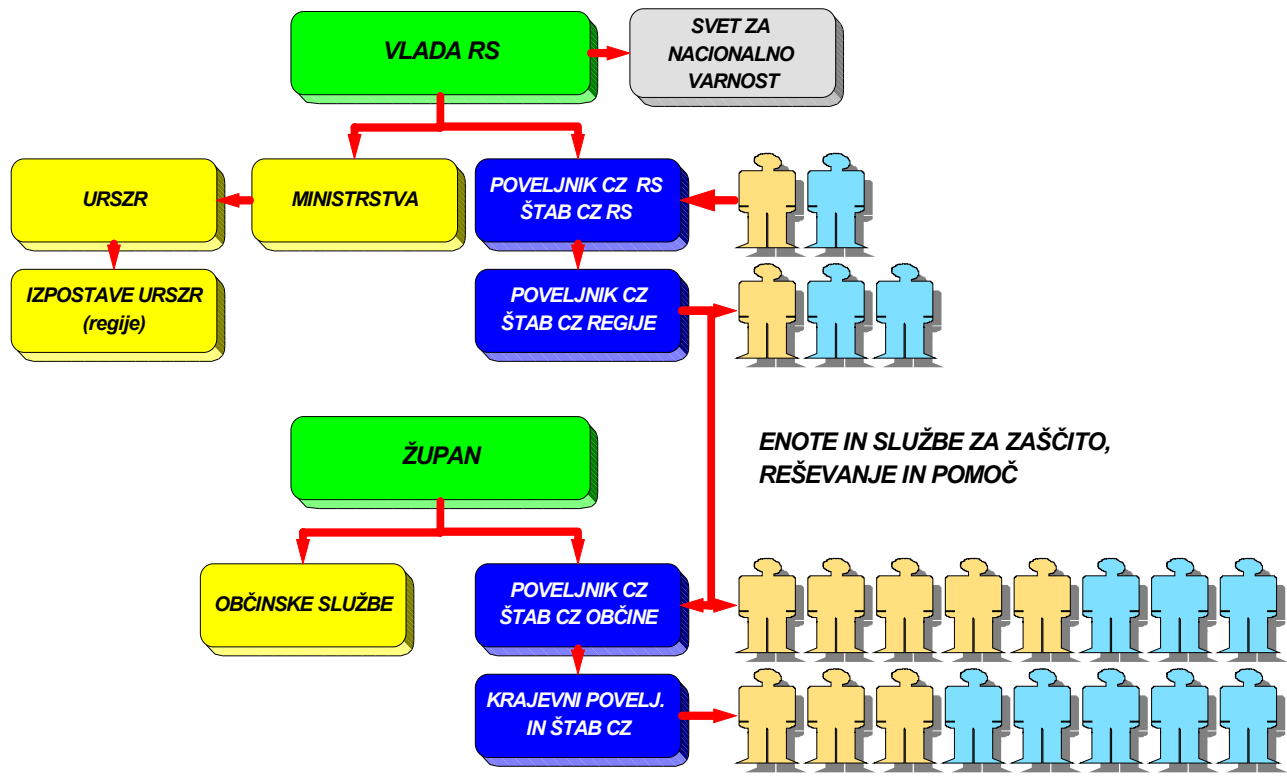 VLADA RS
SVET ZA
NACIONALNO
VARNOST
URSZR
MINISTRSTVA
POVELJNIK CZ RS
ŠTAB CZ RS
IZPOSTAVE URSZR
(regije)
POVELJNIK CZ
ŠTAB CZ REGIJE
ŽUPAN
ENOTE IN SLUŽBE ZA ZAŠČITO,
REŠEVANJE IN POMOČ
OBČINSKE SLUŽBE
POVELJNIK CZ
ŠTAB CZ OBČINE
KRAJEVNI POVELJ.
IN ŠTAB CZ